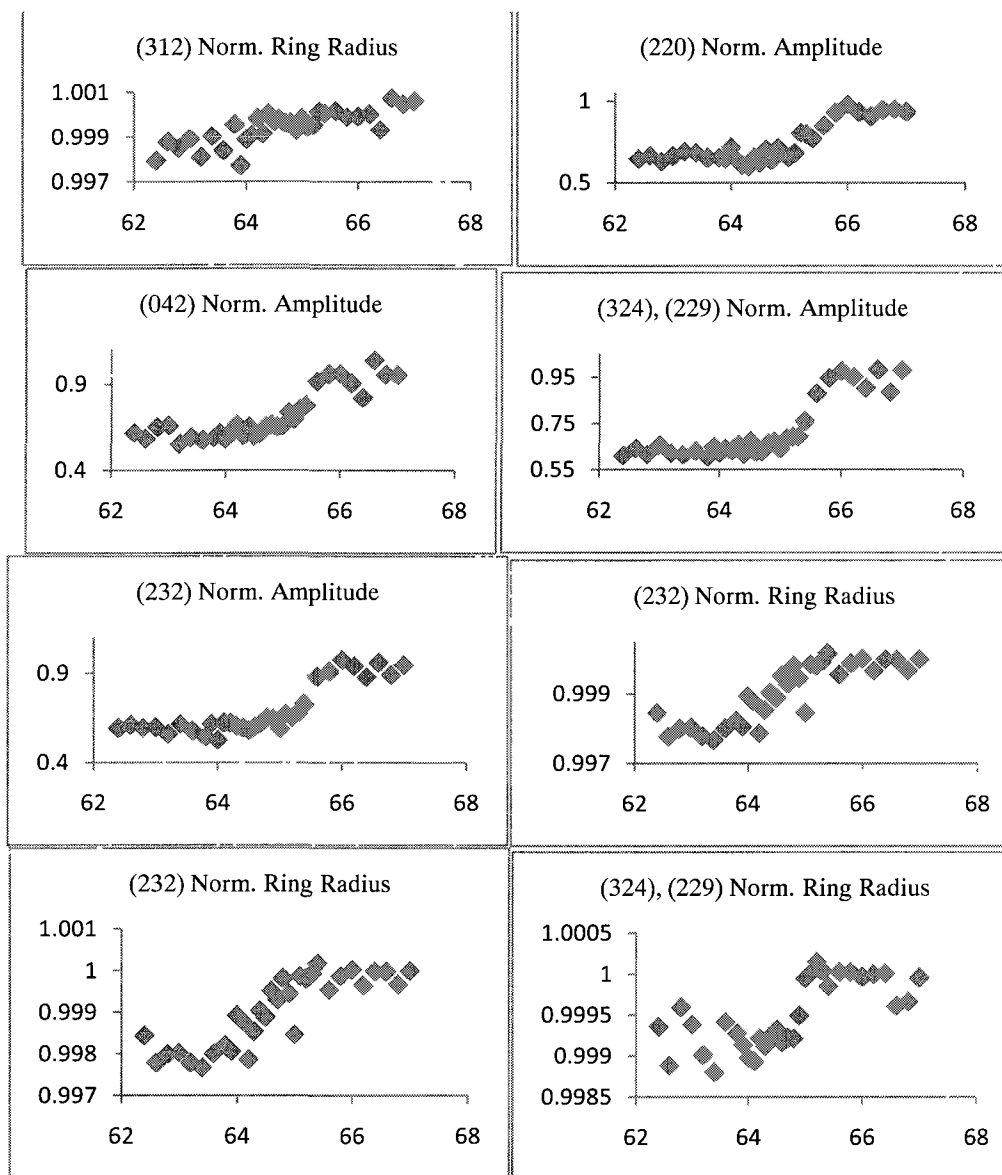 (312) Norm. Ring Radius
1.001
0.999
0.997
62 64 66 68
(220) Norm. Amplitude
1
0.5
62 64 66 68
(042) Norm. Amplitude
0.9
0.4
62 64 66 68
(324), (229) Norm. Amplitude
0.95
0.75
0.55
62 64 66 68
(232) Norm. Amplitude
0.9
0.4
62 64 66 68
(232) Norm. Ring Radius
0.999
0.997
62 64 66 68
(232) Norm. Ring Radius
1.001
1
0.999
0.998
0.997
62 64 66 68
(324), (229) Norm. Ring Radius
1.0005
1
0.9995
0.999
0.9985
62 64 66 68